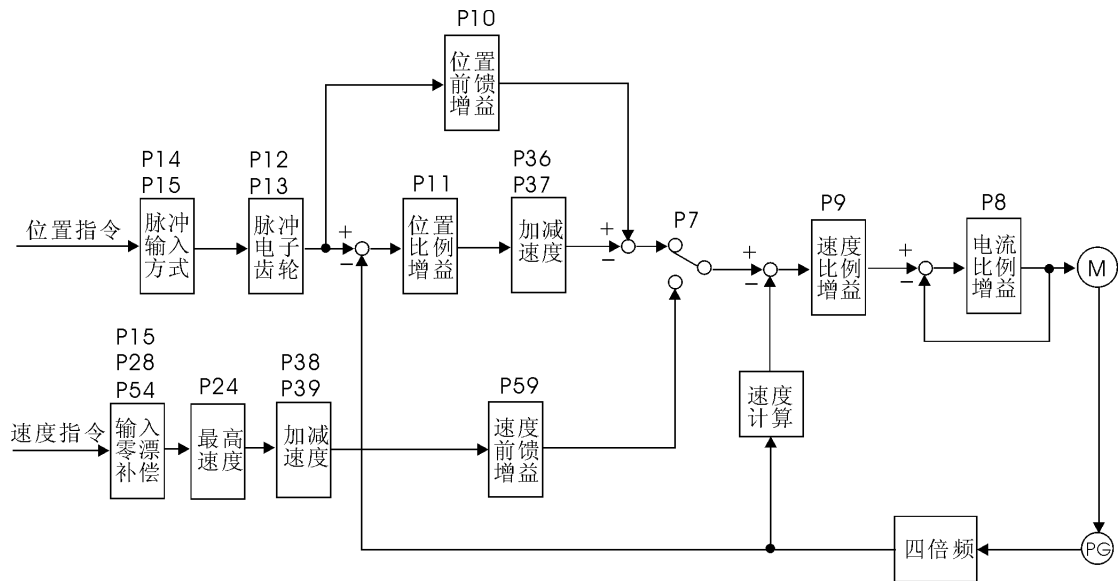 P10
位置
前馈
增益
P14
P15
P12
P13
P11
P36
P37
P7
P9
P8
位置指令
脉冲
输入
方式
脉冲
电子
齿轮
+
−
位置
比例
增益
加减
速度
+
−
+
−
速度
比例
增益
+
−
电流
比例
增益
M
P15
P28
P54
P24
P38
P39
P59
速度指令
输入
零漂
补偿
最高
速度
加减
速度
速度
前馈
增益
速度
计算
四倍频
PG